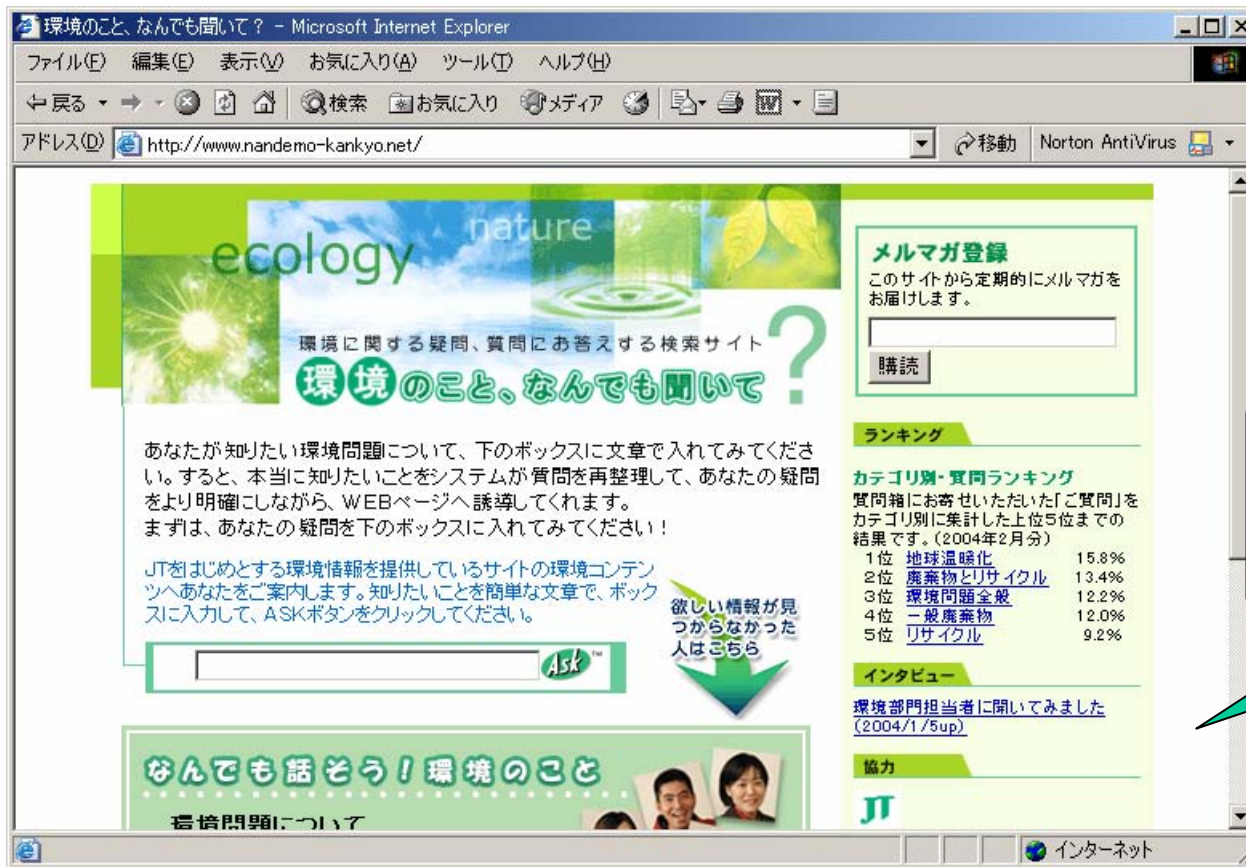 環境のこと、なんでも聞いて？ - Microsoft Internet Explorer
ファイル(F) 編集(E) 表示(V) お気に入り(A) ツール(T) ヘルプ(H)
戻る 検索 お気に入り メディア
アドレス(D) http://www.nandemo-kankyo.net/ 移動 Norton AntiVirus
ecology
nature
環境に関する疑問、質問にお答えする検索サイト
環境のこと、なんでも聞いて？
あなたが知りたい環境問題について、下のボックスに文章で入れてみてくださ
い。すると、本当に知りたいことをシステムが質問を再整理して、あなたの疑問
をより明確にしながら、WEBページへ誘導してくれます。
まずは、あなたの疑問を下のボックスに入れてみてください！
JTをはじめとする環境情報を提供しているサイトの環境コンテン
ツへあなたをご案内します。知りたいことを簡単な文章で、ボック
スに入力して、ASKボタンをクリックしてください。
Ask™
欲しい情報が見
つからなかった
人はこちら
なんでも話そう！環境のこと
環境問題について
メルマガ登録
このサイトから定期的にメルマガを
お届けします。
購読
ランキング
カテゴリ別・質問ランキング
質問箱にお寄せいただいた「ご質問」を
カテゴリ別に集計した上位5位までの
結果です。(2004年2月分)
1位 地球温暖化 15.8%
2位 廃棄物とリサイクル 13.4%
3位 環境問題全般 12.2%
4位 一般廃棄物 12.0%
5位 リサイクル 9.2%
インタビュー
環境部門担当者に聞いてみました
(2004/1/5up)
協力
JT
インターネット